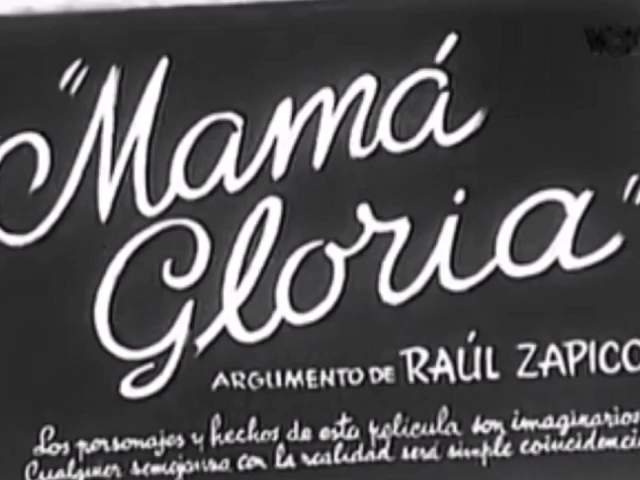 "Mamá
Gloria"
ARGUMENTO DE RAÚL ZAPICO
Los personajes y hechos de esta película son imaginarios
Cualquier semejanza con la realidad será simple coincidencia